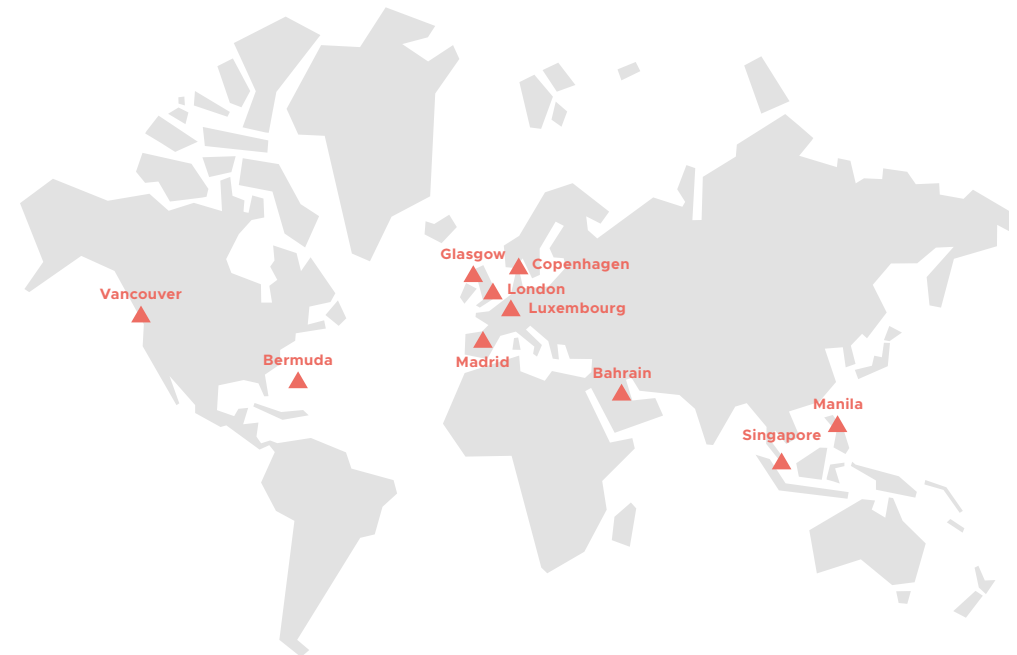 Glasgow
Copenhagen
London
Vancouver
Luxembourg
Bermuda
Madrid
Bahrain
Manila
Singapore